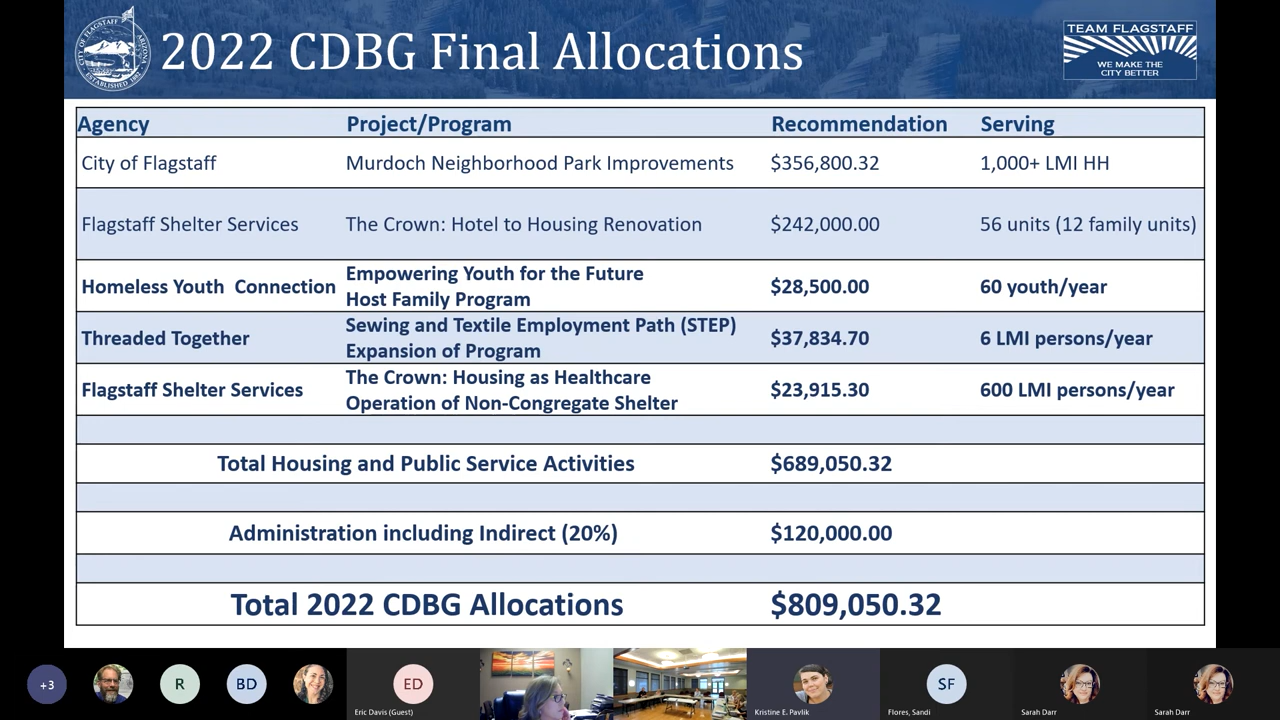 CITY OF FLAGSTAFF
ARIZONA
ESTABLISHED 1882
2022 CDBG Final Allocations
TEAM FLAGSTAFF
WE MAKE THE
CITY BETTER
Agency Project/Program Recommendation Serving
City of Flagstaff Murdoch Neighborhood Park Improvements $356,800.32 1,000+ LMI HH
Flagstaff Shelter Services The Crown: Hotel to Housing Renovation $242,000.00 56 units (12 family units)
Homeless Youth Connection Empowering Youth for the Future
Host Family Program $28,500.00 60 youth/year
Threaded Together Sewing and Textile Employment Path (STEP)
Expansion of Program $37,834.70 6 LMI persons/year
Flagstaff Shelter Services The Crown: Housing as Healthcare
Operation of Non-Congregate Shelter $23,915.30 600 LMI persons/year
Total Housing and Public Service Activities $689,050.32
Administration including Indirect (20%) $120,000.00
Total 2022 CDBG Allocations $809,050.32
+3 R BD ED SF
Eric Davis (Guest) Kristine E. Pavlik Flores, Sandi Sarah Darr Sarah Darr